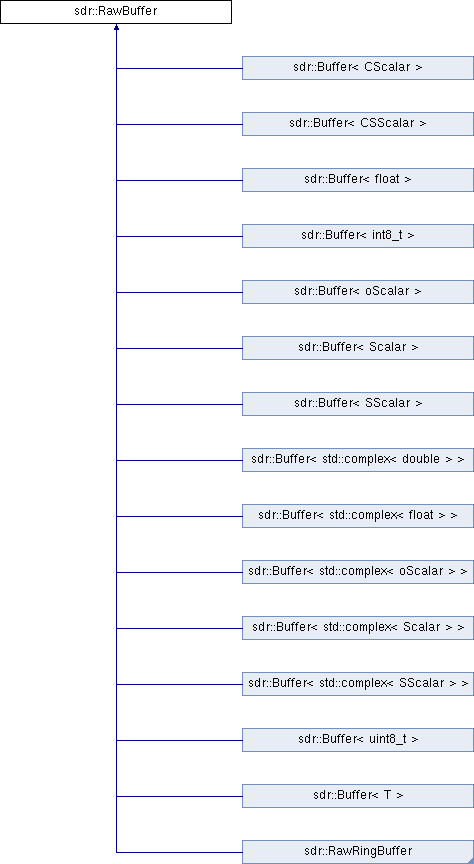 sdr::RawBuffer
sdr::Buffer< CScalar >
sdr::Buffer< CSScalar >
sdr::Buffer< float >
sdr::Buffer< int8_t >
sdr::Buffer< oScalar >
sdr::Buffer< Scalar >
sdr::Buffer< SScalar >
sdr::Buffer< std::complex< double > >
sdr::Buffer< std::complex< float > >
sdr::Buffer< std::complex< oScalar > >
sdr::Buffer< std::complex< Scalar > >
sdr::Buffer< std::complex< SScalar > >
sdr::Buffer< uint8_t >
sdr::Buffer< T >
sdr::RawRingBuffer